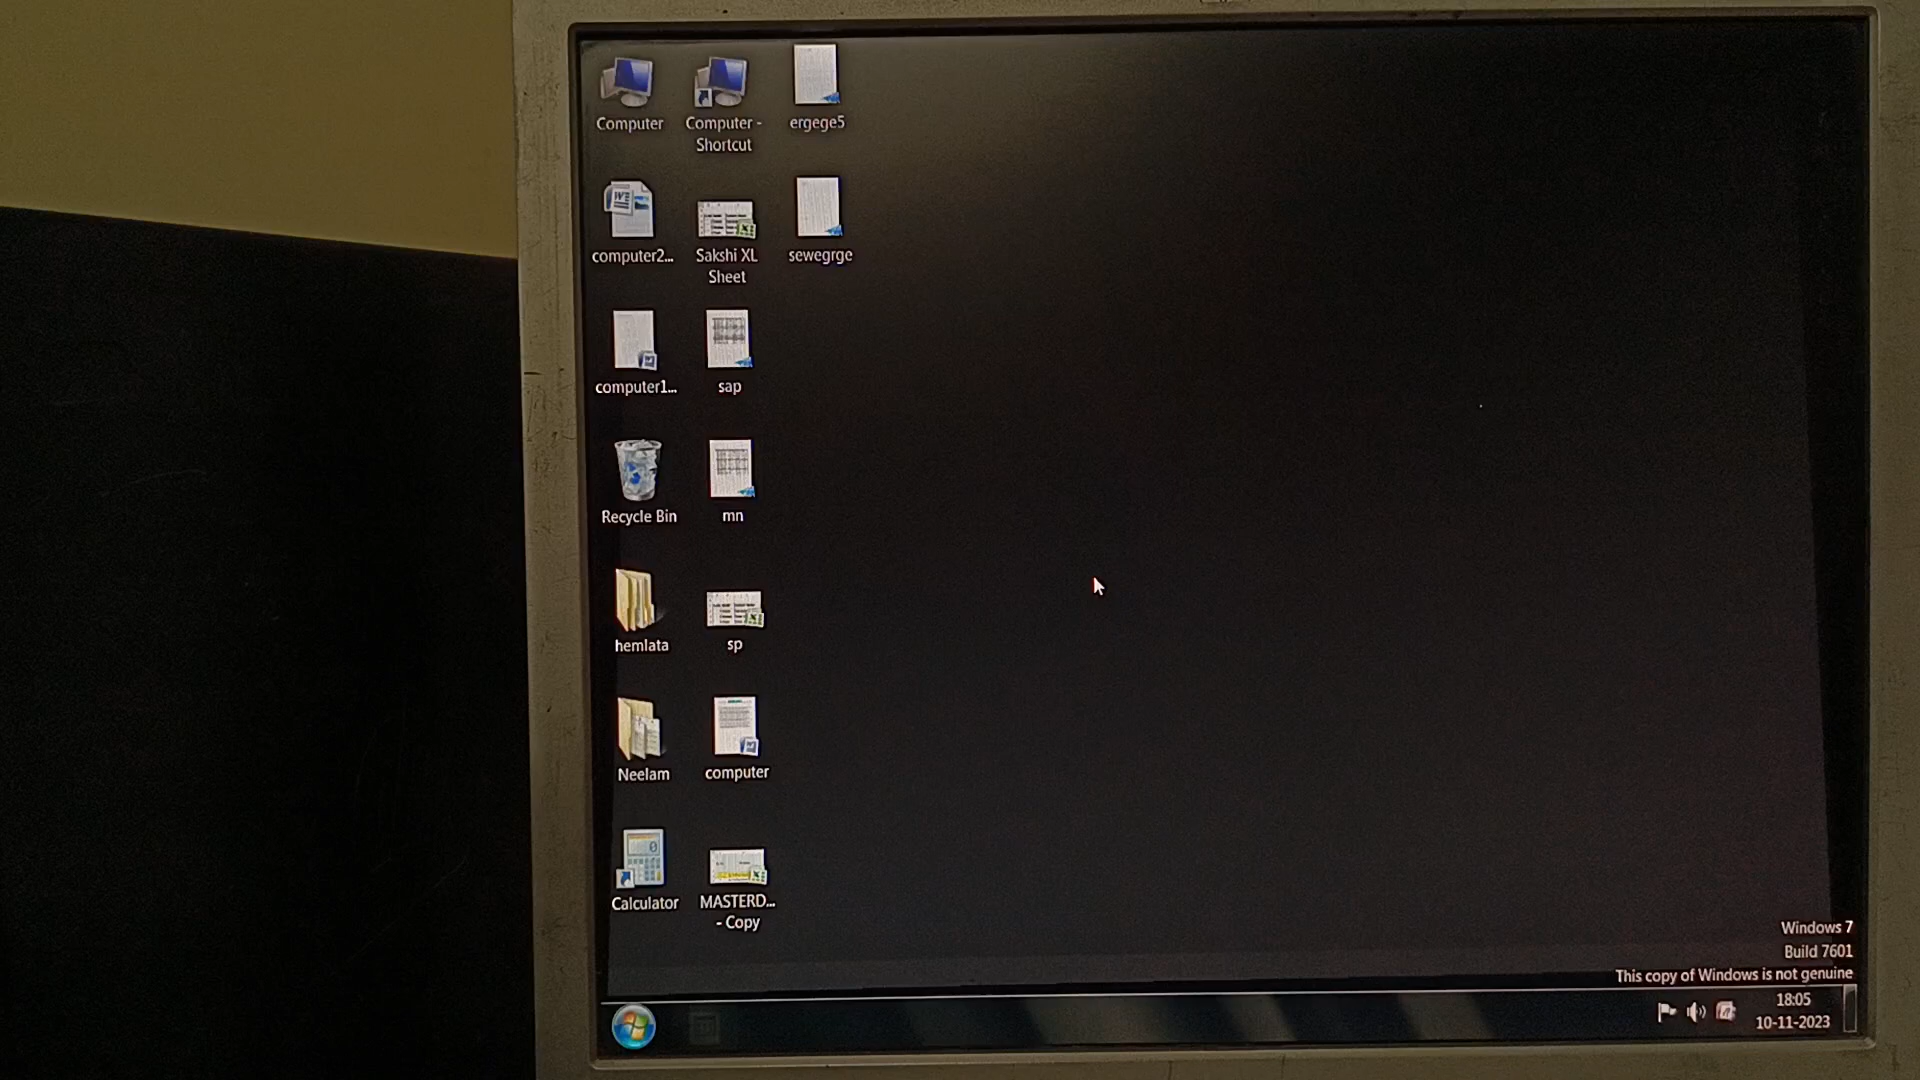 Computer
Computer -
Shortcut
ergege5
computer2...
Sakshi XL
Sheet
sewegrge
computer1...
sap
Recycle Bin
mn
hemlata
sp
Neelam
computer
Calculator
MASTERD...
- Copy
Windows 7
Build 7601
This copy of Windows is not genuine
18:05
10-11-2023